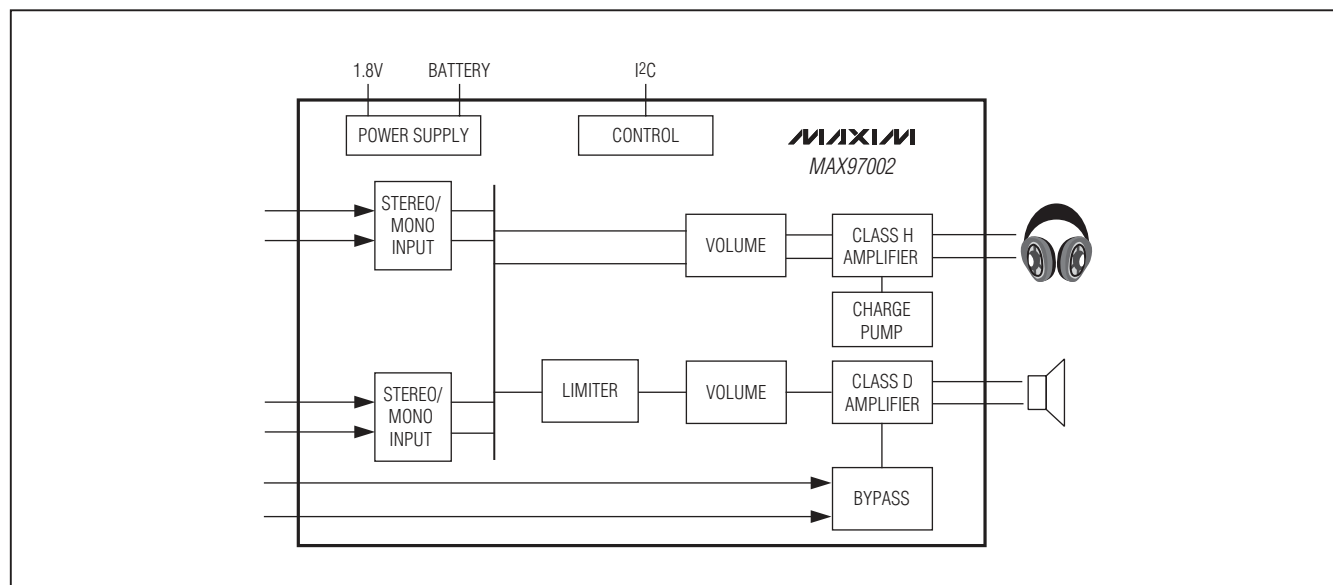 1.8V
BATTERY
I²C
POWER SUPPLY
CONTROL
MAXIM
MAX97002
STEREO/
MONO
INPUT
VOLUME
CLASS H
AMPLIFIER
CHARGE
PUMP
STEREO/
MONO
INPUT
LIMITER
VOLUME
CLASS D
AMPLIFIER
BYPASS